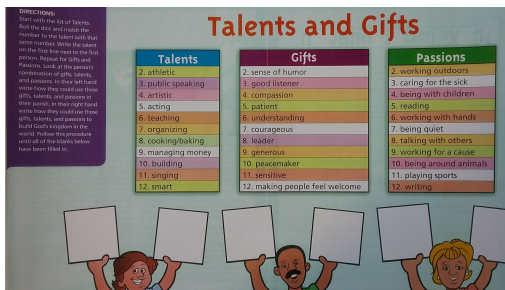 DIRECTIONS:
Start with the list of Talents.
Roll the dice and match the
number to the talent with that
same number. Write the talent
on the first line next to the first
person. Repeat for Gifts and
Passions. Look at the person's
combination of gifts, talents,
and passions. In their left hand
write how they could use those
gifts, talents, and passions in
their parish. In their right hand
write how they could use those
gifts, talents, and passions to
build God's kingdom in the
world. Follow this procedure
until all of the blanks below
have been filled in.
Talents and Gifts
Talents
2. athletic
3. public speaking
4. artistic
5. acting
6. teaching
7. organizing
8. cooking/baking
9. managing money
10. building
11. singing
12. smart
Gifts
2. sense of humor
3. good listener
4. compassion
5. patient
6. understanding
7. courageous
8. leader
9. generous
10. peacemaker
11. sensitive
12. making people feel welcome
Passions
2. working outdoors
3. caring for the sick
4. being with children
5. reading
6. working with hands
7. being quiet
8. talking with others
9. working for a cause
10. being around animals
11. playing sports
12. writing